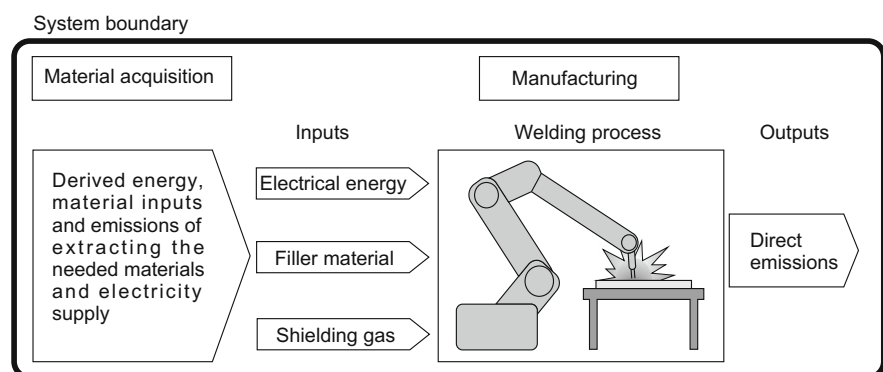 System boundary
Material acquisition
Manufacturing
Inputs
Welding process
Outputs
Derived energy,
material inputs
and emissions of
extracting the
needed materials
and electricity
supply
Electrical energy
Filler material
Shielding gas
Direct
emissions